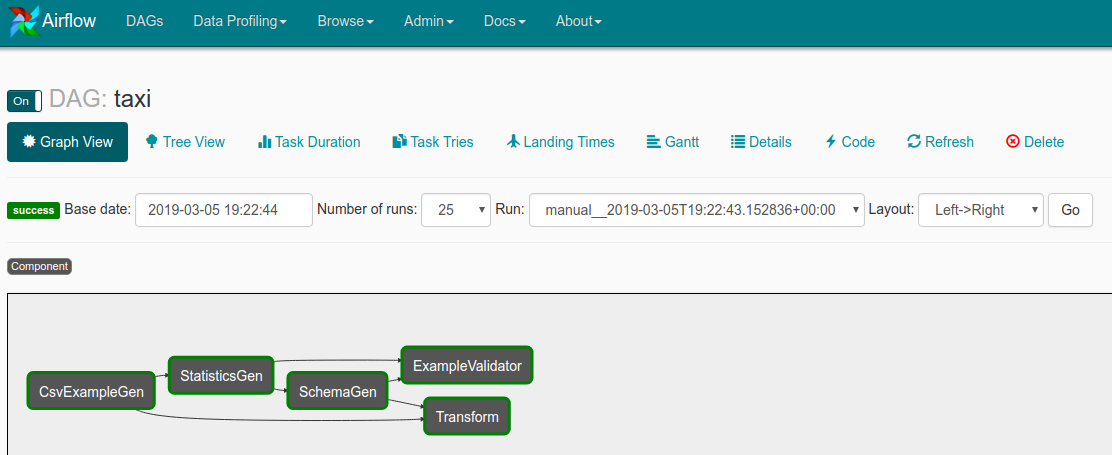 Airflow DAGs Data Profiling Browse Admin Docs About
On DAG: taxi
Graph View Tree View Task Duration Task Tries Landing Times Gantt Details Code Refresh Delete
success Base date: 2019-03-05 19:22:44 Number of runs: 25 Run: manual__2019-03-05T19:22:43.152836+00:00 Layout: Left->Right Go
Component
ExampleValidator
StatisticsGen
CsvExampleGen
SchemaGen
Transform